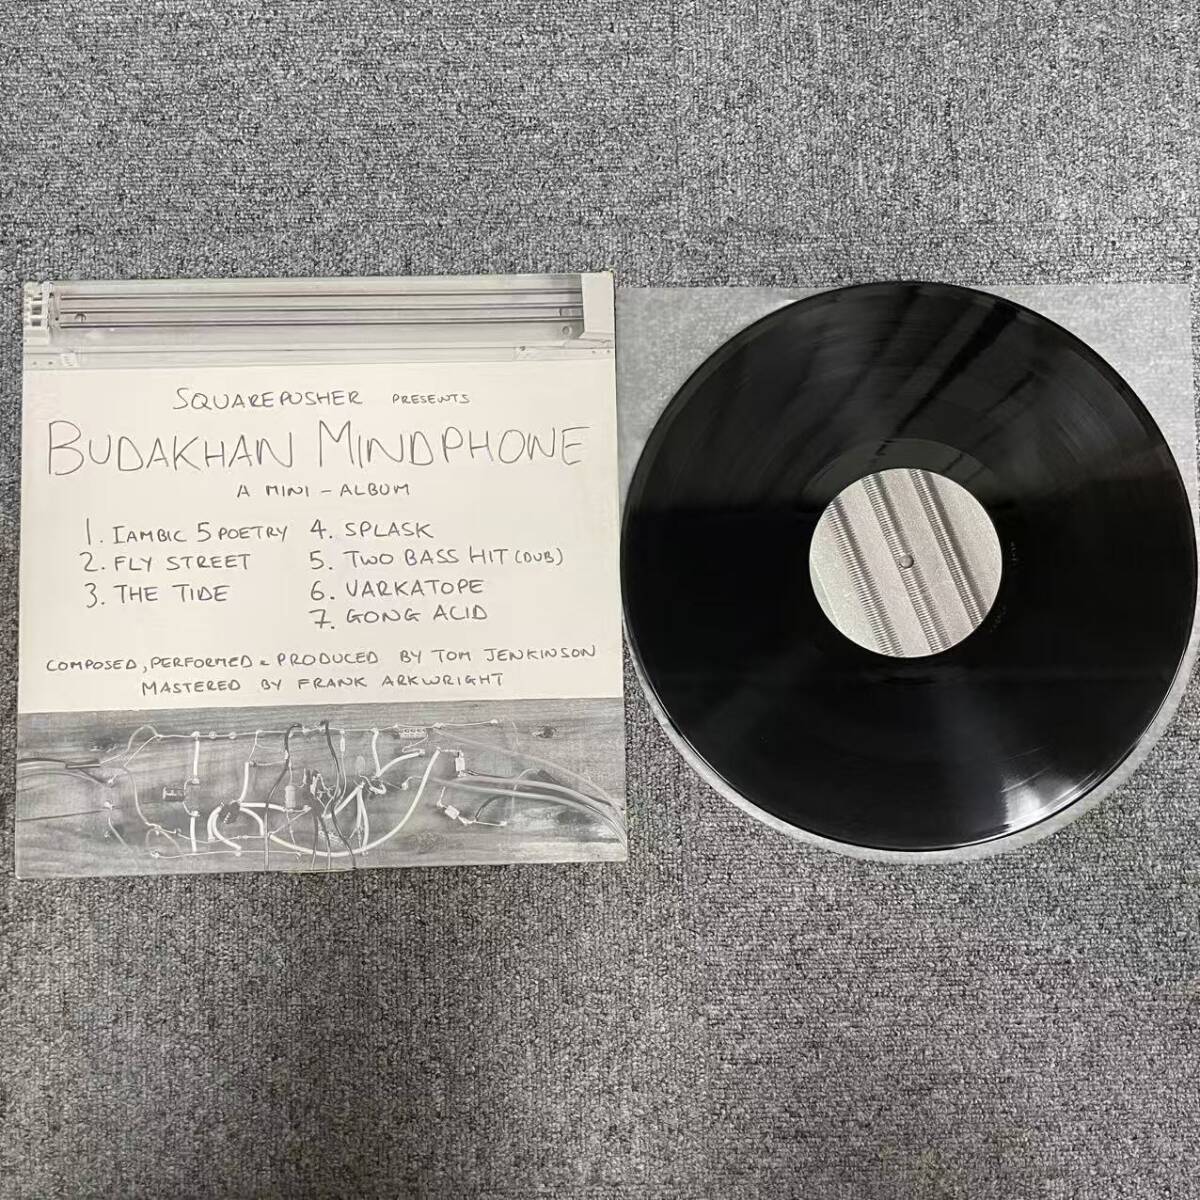 SQUAREPUSHER PRESENTS
BUDAKHAN MINDPHONE
A MINI - ALBUM
1. IAMBIC 5 POETRY
2. FLY STREET
3. THE TIDE
4. SPLASK
5. TWO BASS HIT (DUB)
6. VARKATOPE
7. GONG ACID
COMPOSED, PERFORMED & PRODUCED BY TOM JENKINSON
MASTERED BY FRANK ARKWRIGHT